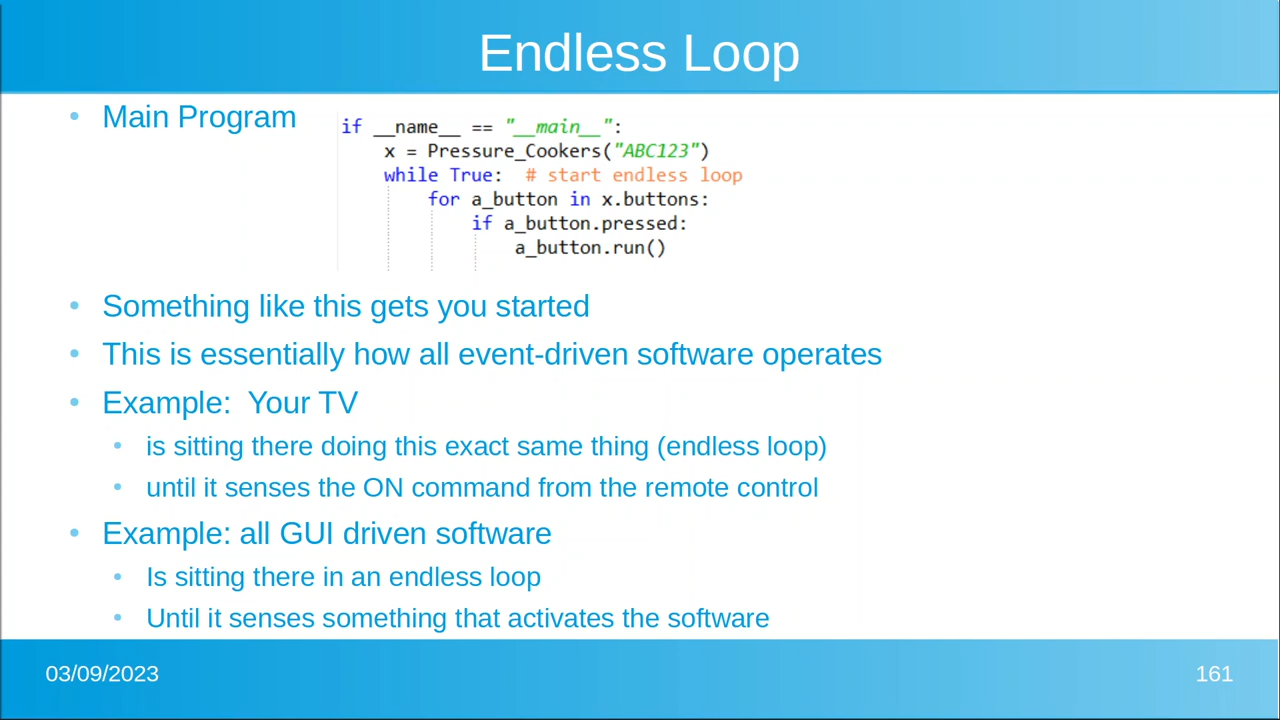 Endless Loop
• Main Program
if __name__ == "__main__":
    x = Pressure_Cookers("ABC123")
    while True:  # start endless loop
        for a_button in x.buttons:
            if a_button.pressed:
                a_button.run()
• Something like this gets you started
• This is essentially how all event-driven software operates
• Example:  Your TV
• is sitting there doing this exact same thing (endless loop)
• until it senses the ON command from the remote control
• Example: all GUI driven software
• Is sitting there in an endless loop
• Until it senses something that activates the software
03/09/2023
161